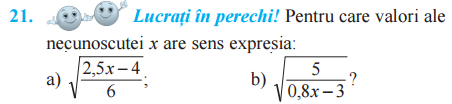 21. Lucrați în perechi! Pentru care valori ale
necunoscutei x are sens expresia:
a) √((2,5x − 4)/6); b) √(5/(0,8x − 3))?